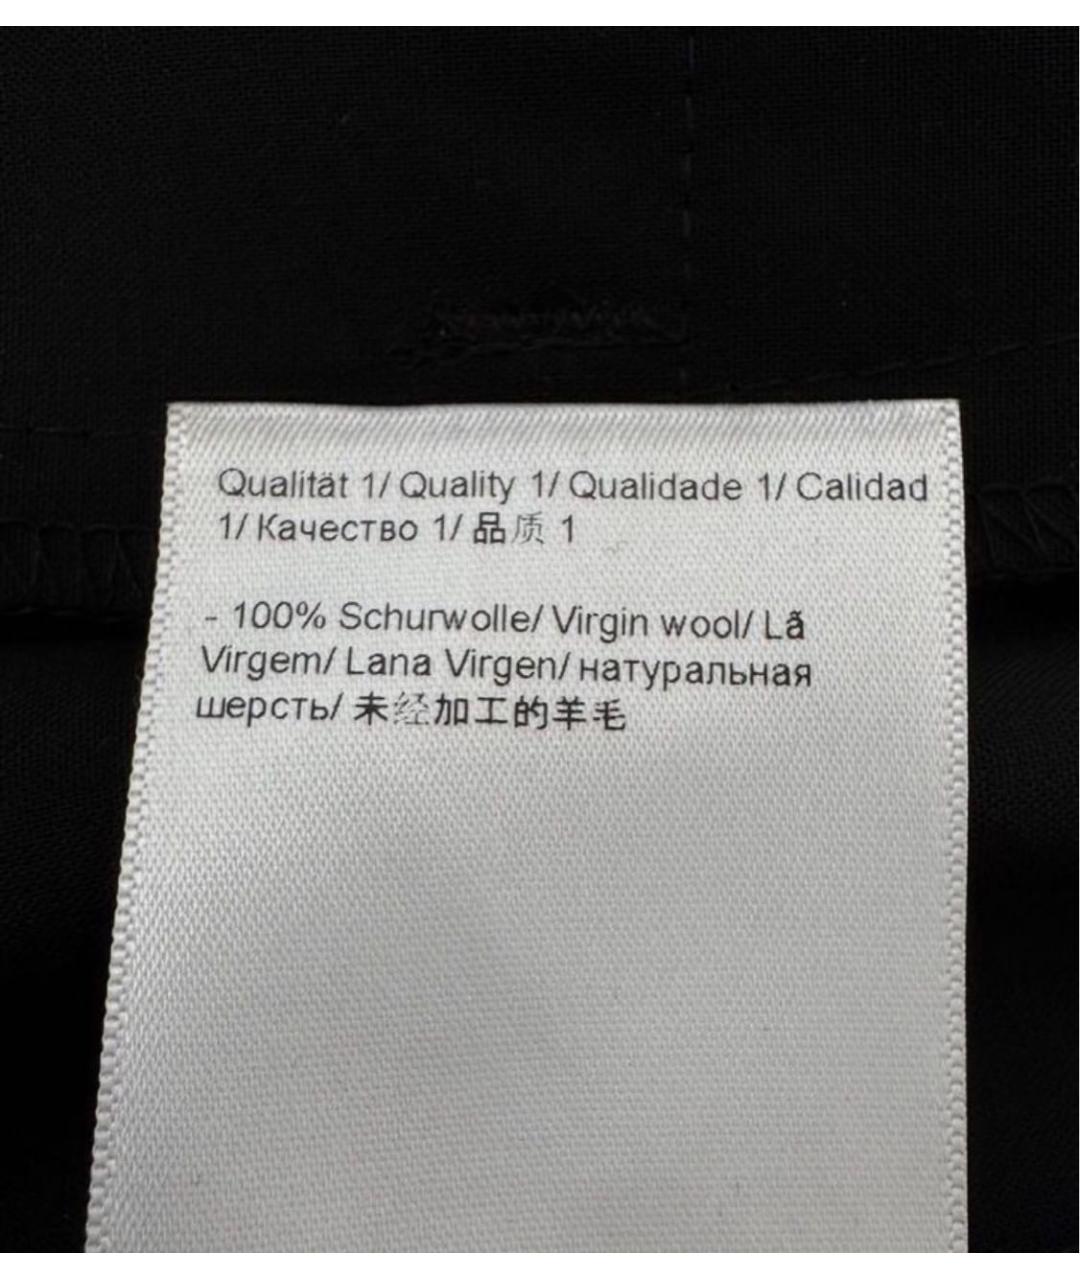 Qualität 1/ Quality 1/ Qualidade 1/ Calidad
1/ Качество 1/ 品质 1
- 100% Schurwolle/ Virgin wool/ Lã
Virgem/ Lana Virgen/ натуральная
шерсть/ 未经加工的羊毛